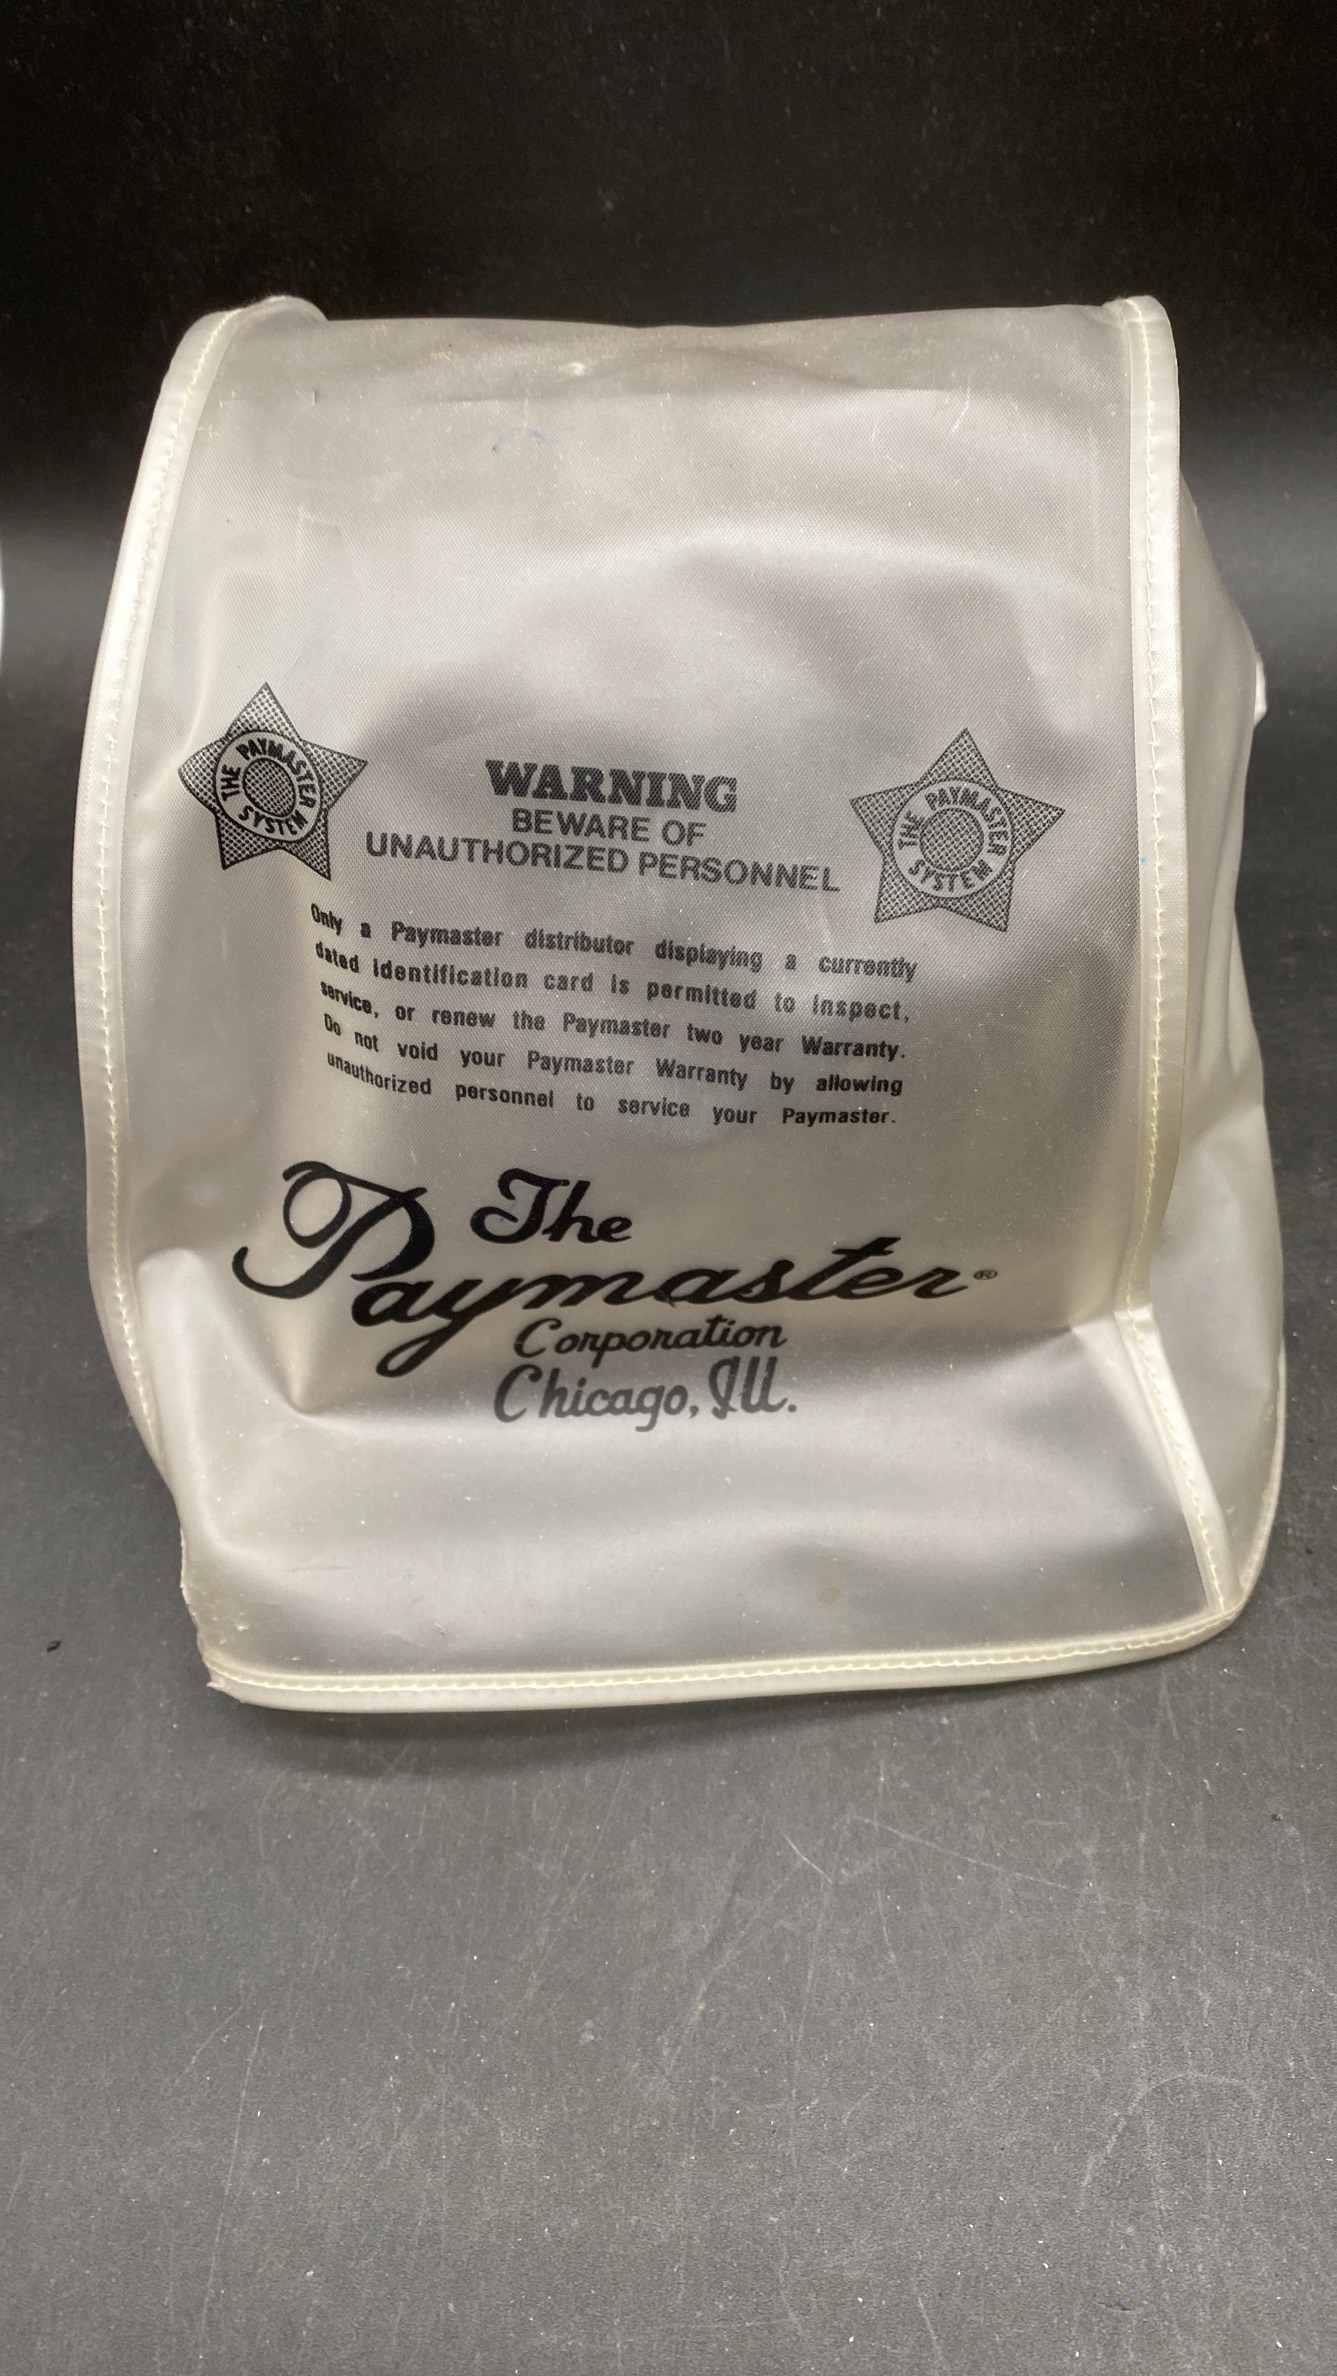 THE PAYMASTER SYSTEM
WARNING
BEWARE OF
UNAUTHORIZED PERSONNEL
THE PAYMASTER SYSTEM
Only a Paymaster distributor displaying a currently
dated identification card is permitted to inspect,
service, or renew the Paymaster two year Warranty.
Do not void your Paymaster Warranty by allowing
unauthorized personnel to service your Paymaster.
The
Paymaster®
Corporation
Chicago, Ill.